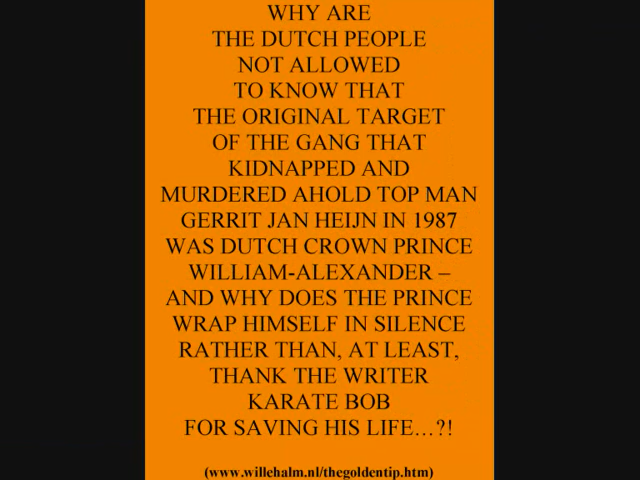 WHY ARE
THE DUTCH PEOPLE
NOT ALLOWED
TO KNOW THAT
THE ORIGINAL TARGET
OF THE GANG THAT
KIDNAPPED AND
MURDERED AHOLD TOP MAN
GERRIT JAN HEIJN IN 1987
WAS DUTCH CROWN PRINCE
WILLIAM-ALEXANDER –
AND WHY DOES THE PRINCE
WRAP HIMSELF IN SILENCE
RATHER THAN, AT LEAST,
THANK THE WRITER
KARATE BOB
FOR SAVING HIS LIFE...?!
(www.willehalm.nl/thegoldentip.htm)